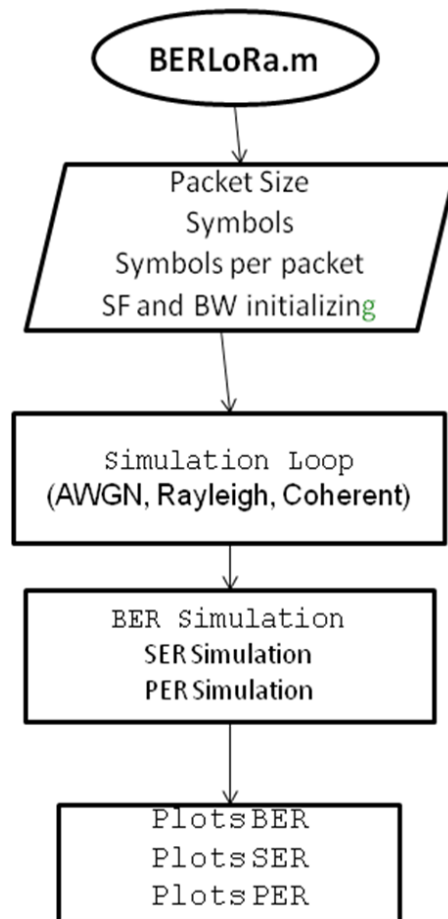 BERLoRa.m
Packet Size
Symbols
Symbols per packet
SF and BW initializing
Simulation Loop
(AWGN, Rayleigh, Coherent)
BER Simulation
SER Simulation
PER Simulation
PlotsBER
PlotsSER
PlotsPER